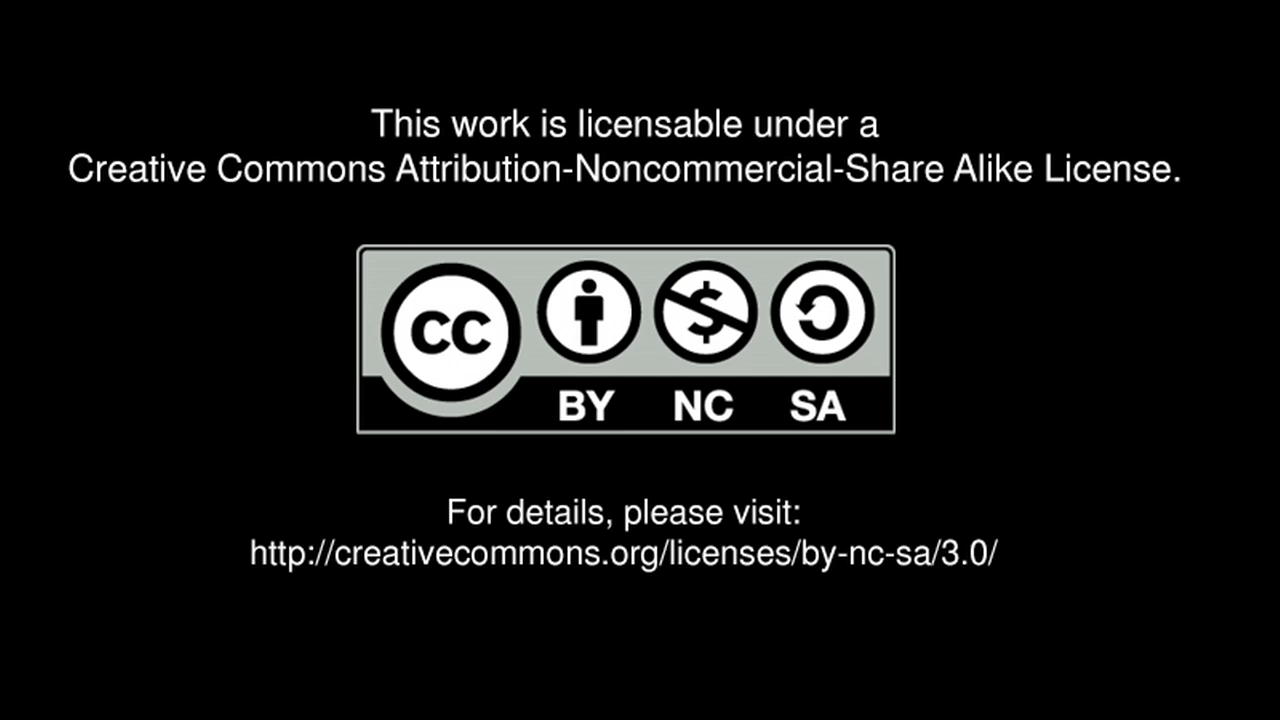 This work is licensable under a
Creative Commons Attribution-Noncommercial-Share Alike License.
CC
BY NC SA
For details, please visit:
http://creativecommons.org/licenses/by-nc-sa/3.0/